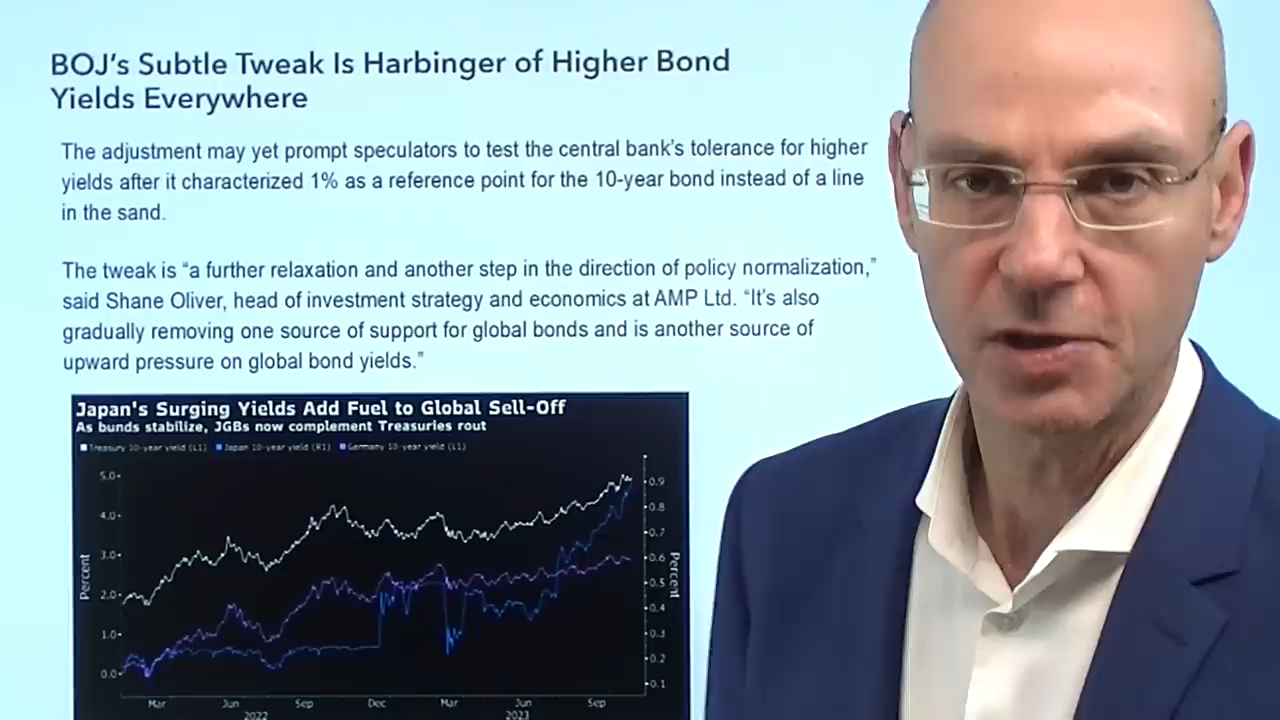 BOJ's Subtle Tweak Is Harbinger of Higher Bond
Yields Everywhere
The adjustment may yet prompt speculators to test the central bank's tolerance for higher
yields after it characterized 1% as a reference point for the 10-year bond instead of a line
in the sand.
The tweak is “a further relaxation and another step in the direction of policy normalization,”
said Shane Oliver, head of investment strategy and economics at AMP Ltd. “It's also
gradually removing one source of support for global bonds and is another source of
upward pressure on global bond yields.”
Japan's Surging Yields Add Fuel to Global Sell-Off
As bunds stabilize, JGBs now complement Treasuries rout
Treasury 10-year yield (L1) Japan 10-year yield (R1) Germany 10-year yield (L1)
5.0
4.0
3.0
2.0
1.0
0.0
Percent
0.9
0.8
0.7
0.6
0.5
0.4
0.3
0.2
0.1
Percent
Mar Jun Sep Dec Mar Jun Sep
2022 2023